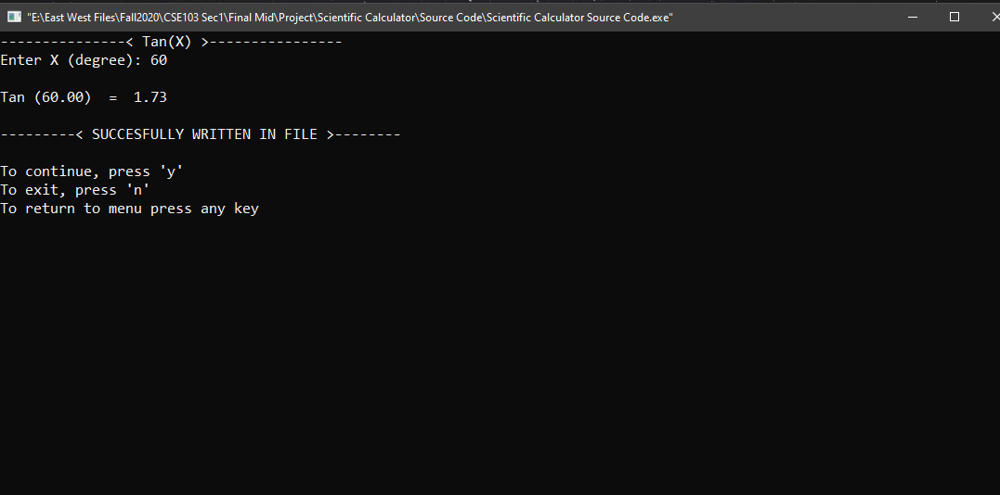 "E:\East West Files\Fall2020\CSE103 Sec1\Final Mid\Project\Scientific Calculator\Source Code\Scientific Calculator Source Code.exe"
---------------< Tan(X) >----------------
Enter X (degree): 60
Tan (60.00)  =  1.73
---------< SUCCESFULLY WRITTEN IN FILE >--------
To continue, press 'y'
To exit, press 'n'
To return to menu press any key